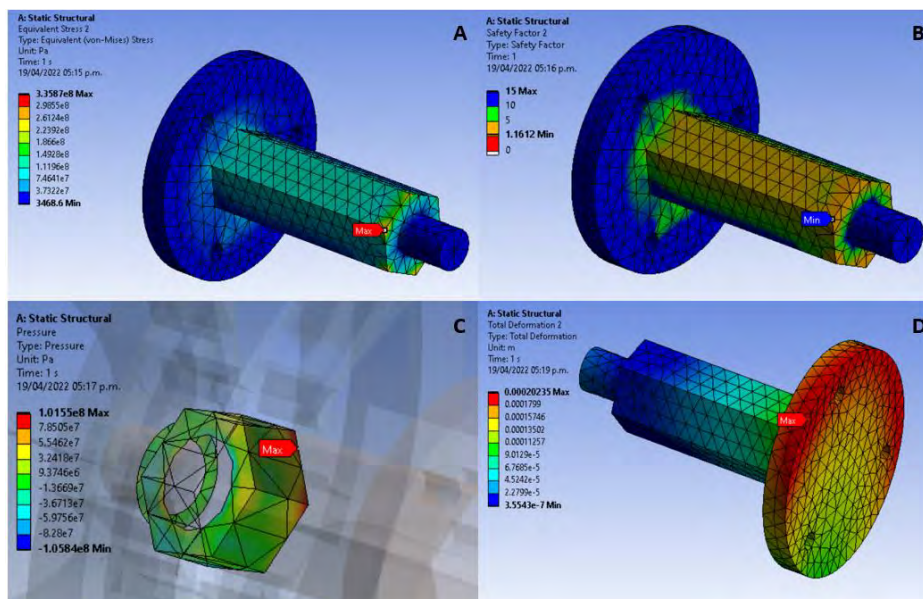 A: Static Structural
Equivalent Stress 2
Type: Equivalent (von-Mises) Stress
Unit: Pa
Time: 1 s
19/04/2022 05:15 p.m.
3.3587e8 Max
2.9855e8
2.6124e8
2.2392e8
1.866e8
1.4928e8
1.1196e8
7.4641e7
3.7322e7
3468.6 Min
Max
A
A: Static Structural
Safety Factor 2
Type: Safety Factor
Time: 1
19/04/2022 05:16 p.m.
15 Max
10
5
1.1612 Min
0
Min
B
A: Static Structural
Pressure
Type: Pressure
Unit: Pa
Time: 1 s
19/04/2022 05:17 p.m.
1.0155e8 Max
7.8505e7
5.5462e7
3.2418e7
9.3746e6
-1.3669e7
-3.6713e7
-5.9756e7
-8.28e7
-1.0584e8 Min
Max
C
A: Static Structural
Total Deformation 2
Type: Total Deformation
Unit: m
Time: 1 s
19/04/2022 05:19 p.m.
0.00020235 Max
0.0001799
0.00015746
0.00013502
0.00011257
9.0129e-5
6.7685e-5
4.5242e-5
2.2799e-5
3.5543e-7 Min
Max
D